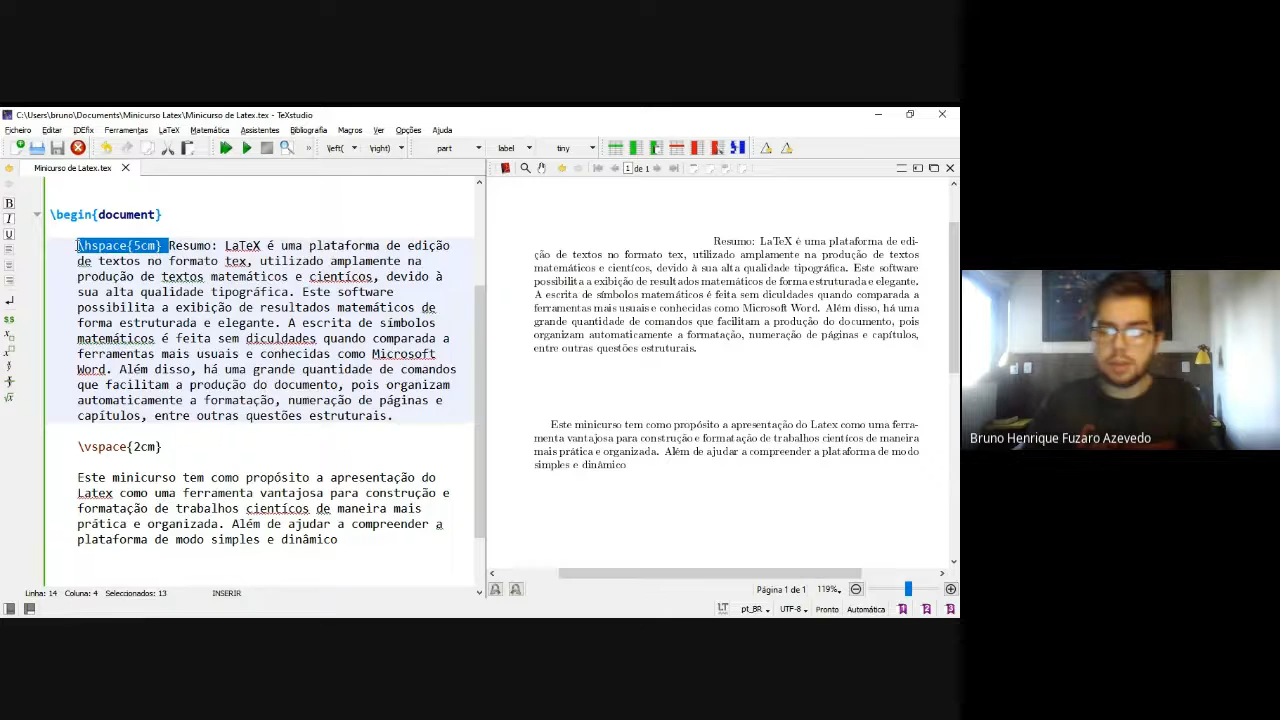 C:\Users\bruno\Documents\Minicurso Latex\Minicurso de Latex.tex - TeXstudio
Ficheiro Editar IDEfix Ferramentas LaTeX Matemática Assistentes Bibliografia Macros Ver Opções Ajuda
\left( \right) part label tiny
Minicurso de Latex.tex
1 de 1
\begin{document}
\hspace{5cm} Resumo: LaTeX é uma plataforma de edição
de textos no formato tex, utilizado amplamente na
produção de textos matemáticos e cientícos, devido à
sua alta qualidade tipográfica. Este software
possibilita a exibição de resultados matemáticos de
forma estruturada e elegante. A escrita de símbolos
matemáticos é feita sem diculdades quando comparada a
ferramentas mais usuais e conhecidas como Microsoft
Word. Além disso, há uma grande quantidade de comandos
que facilitam a produção do documento, pois organizam
automaticamente a formatação, numeração de páginas e
capítulos, entre outras questões estruturais.
\vspace{2cm}
Este minicurso tem como propósito a apresentação do
Latex como uma ferramenta vantajosa para construção e
formatação de trabalhos cientícos de maneira mais
prática e organizada. Além de ajudar a compreender a
plataforma de modo simples e dinâmico
Resumo: LaTeX é uma plataforma de edi-
ção de textos no formato tex, utilizado amplamente na produção de textos
matemáticos e cientícos, devido à sua alta qualidade tipográfica. Este software
possibilita a exibição de resultados matemáticos de forma estruturada e elegante.
A escrita de símbolos matemáticos é feita sem diculdades quando comparada a
ferramentas mais usuais e conhecidas como Microsoft Word. Além disso, há uma
grande quantidade de comandos que facilitam a produção do documento, pois
organizam automaticamente a formatação, numeração de páginas e capítulos,
entre outras questões estruturais.
Este minicurso tem como propósito a apresentação do Latex como uma ferra-
menta vantajosa para construção e formatação de trabalhos cientícos de maneira
mais prática e organizada. Além de ajudar a compreender a plataforma de modo
simples e dinâmico
Bruno Henrique Fuzaro Azevedo
Página 1 de 1 119%
Linha: 14 Coluna: 4 Seleccionados: 13 INSERIR
LT pt_BR UTF-8 Pronto Automática